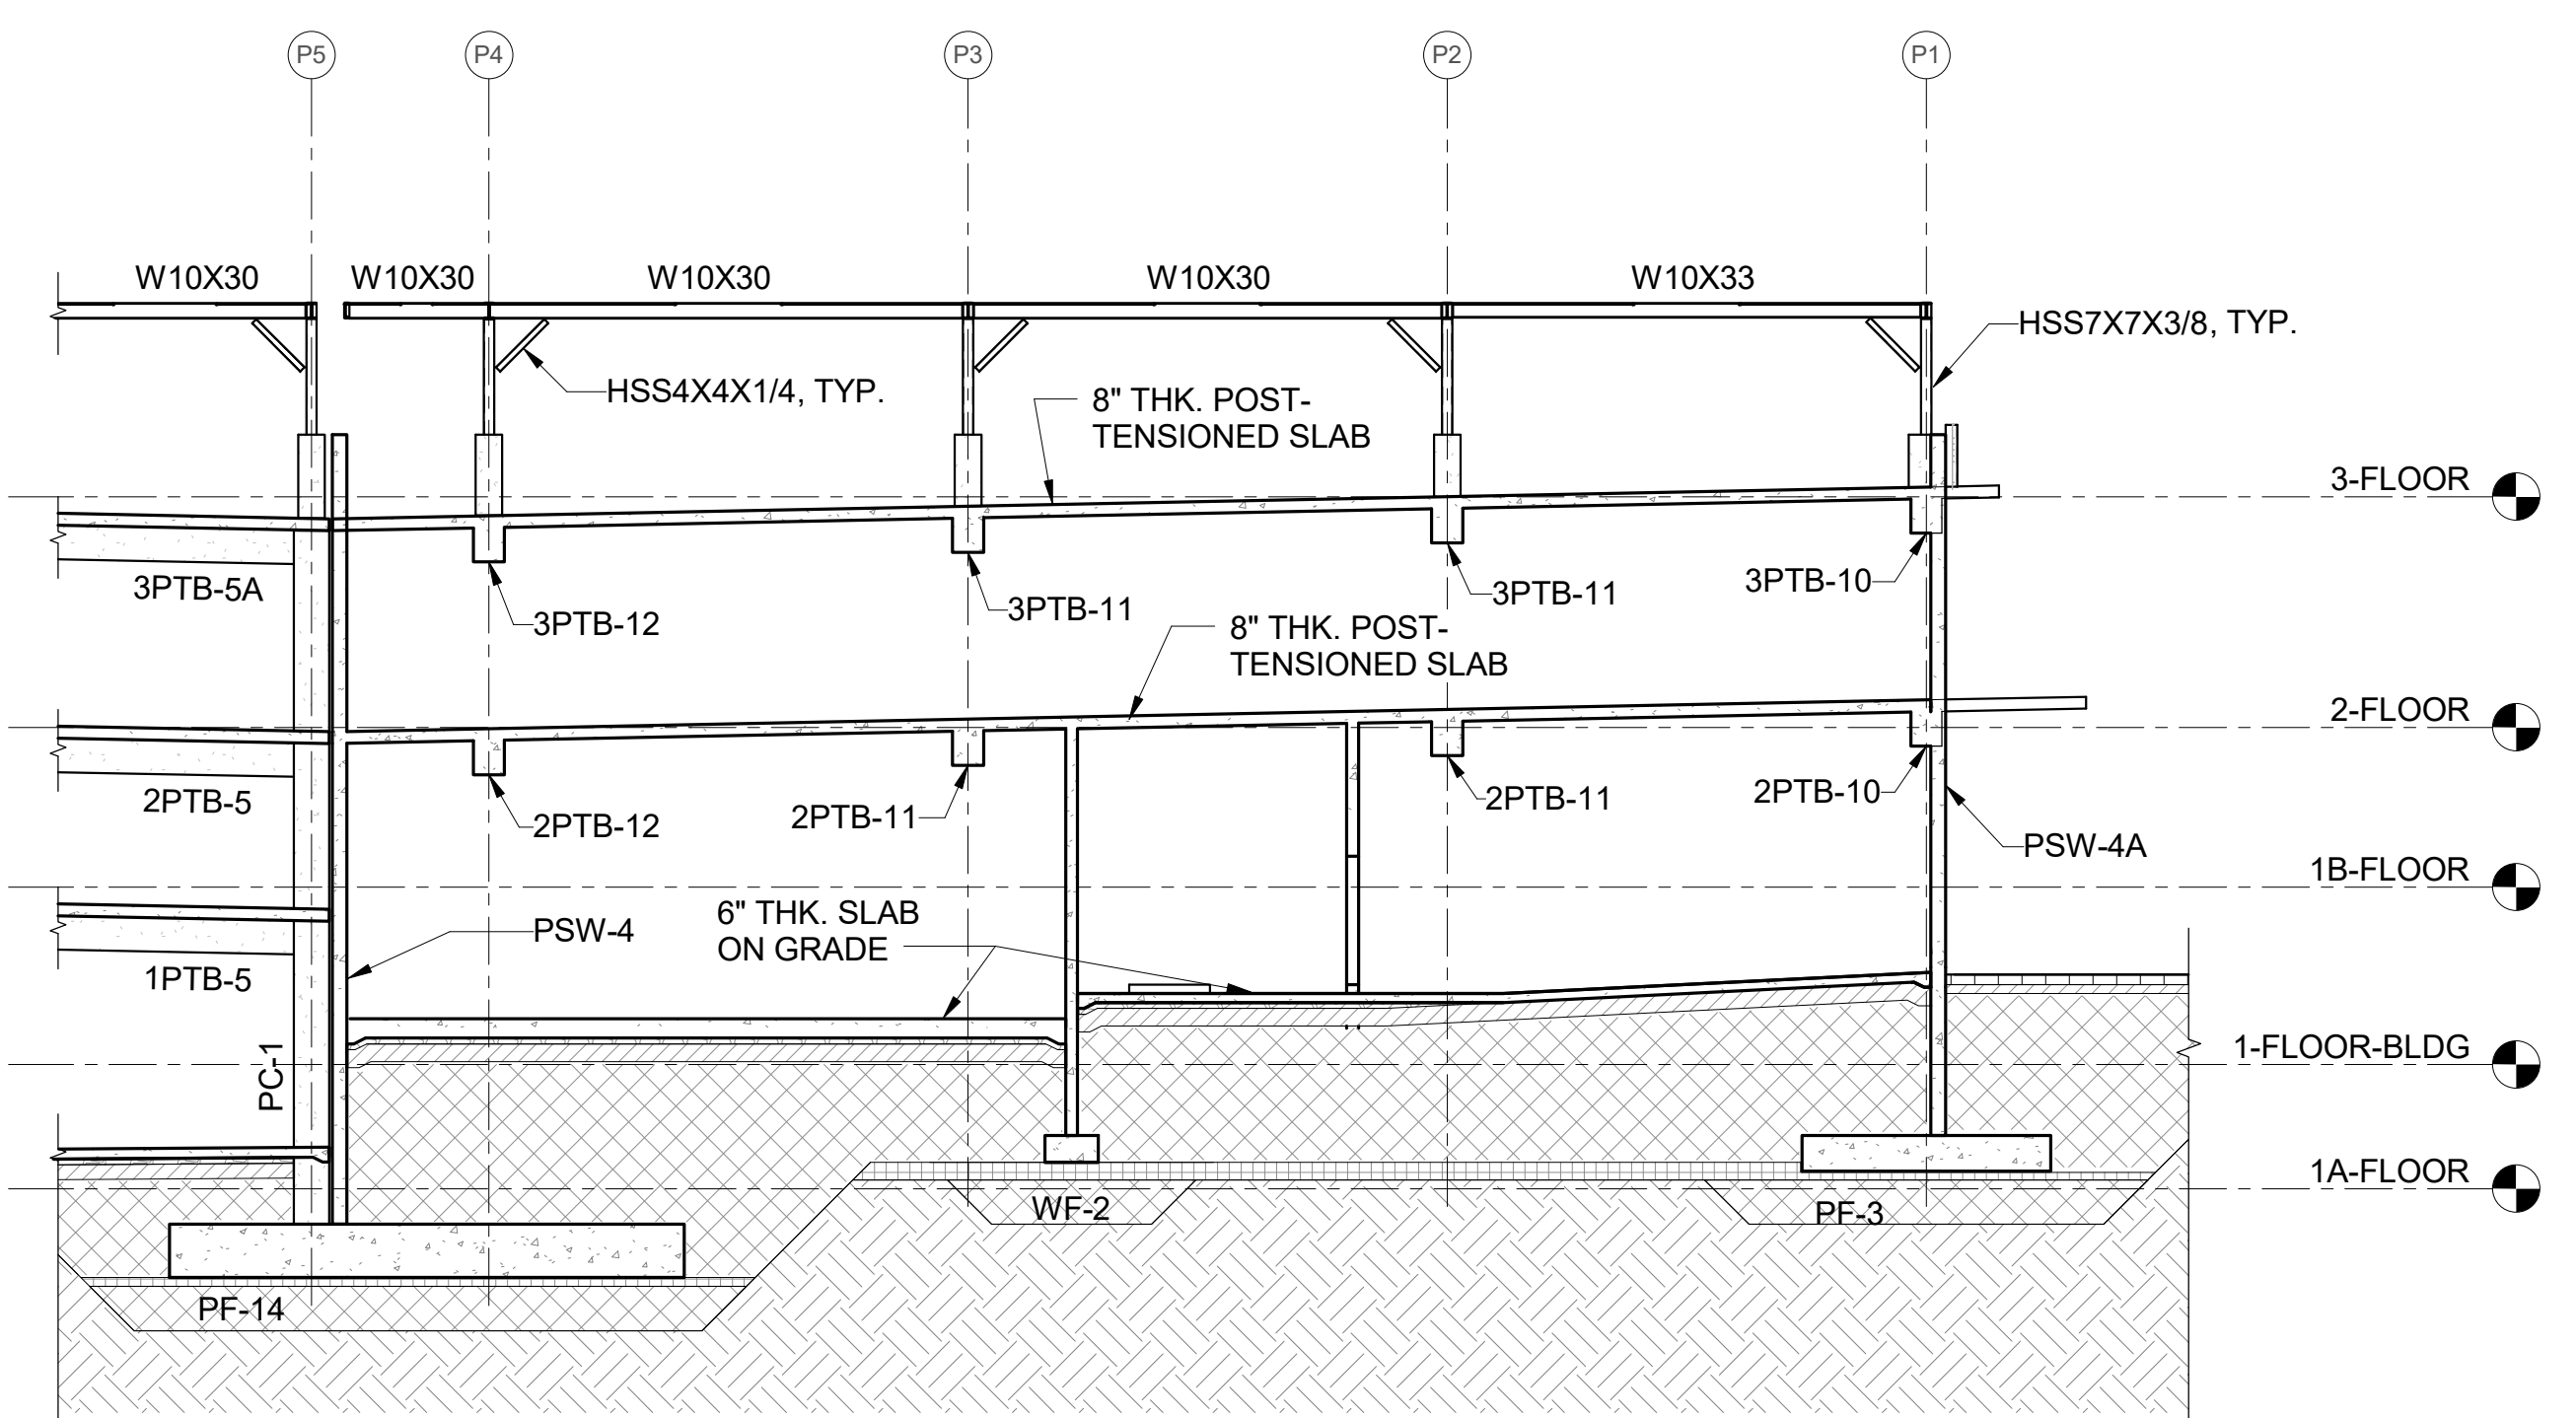 P5
P4
P3
P2
P1
W10X30
W10X30
W10X30
W10X30
W10X33
HSS7X7X3/8, TYP.
HSS4X4X1/4, TYP.
8" THK. POST-
TENSIONED SLAB
3-FLOOR
3PTB-5A
3PTB-12
3PTB-11
3PTB-11
3PTB-10
8" THK. POST-
TENSIONED SLAB
2-FLOOR
2PTB-5
2PTB-12
2PTB-11
2PTB-11
2PTB-10
PSW-4A
1B-FLOOR
6" THK. SLAB
ON GRADE
PSW-4
1PTB-5
PC-1
1-FLOOR-BLDG
1A-FLOOR
WF-2
PF-3
PF-14